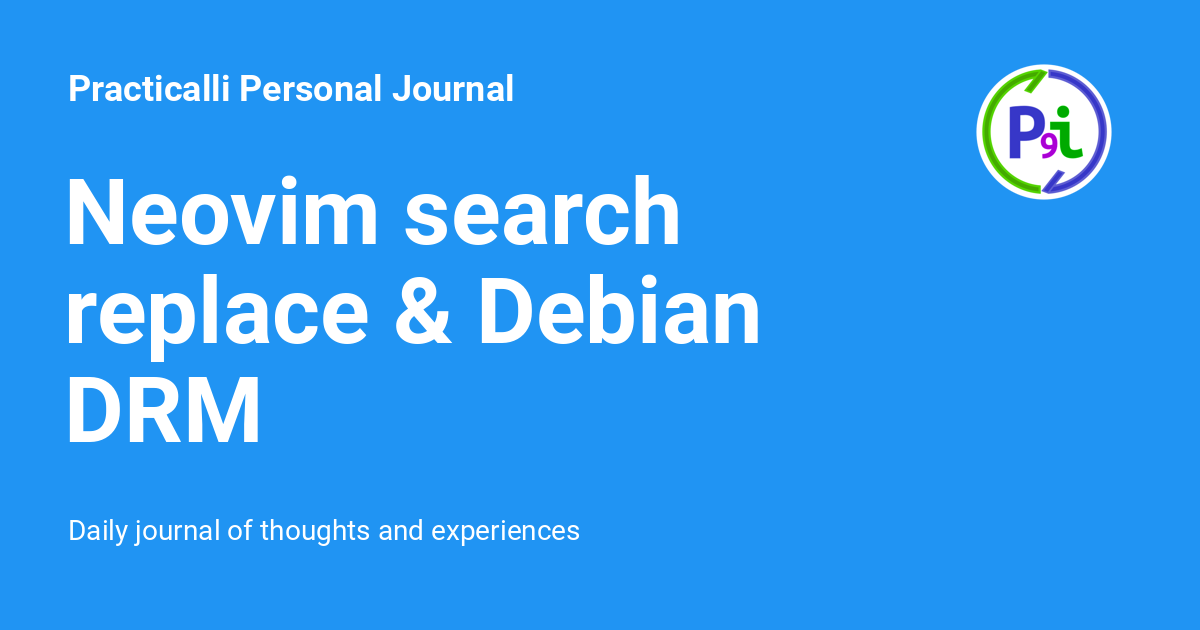 Practicalli Personal Journal
P9i
Neovim search
replace & Debian
DRM
Daily journal of thoughts and experiences